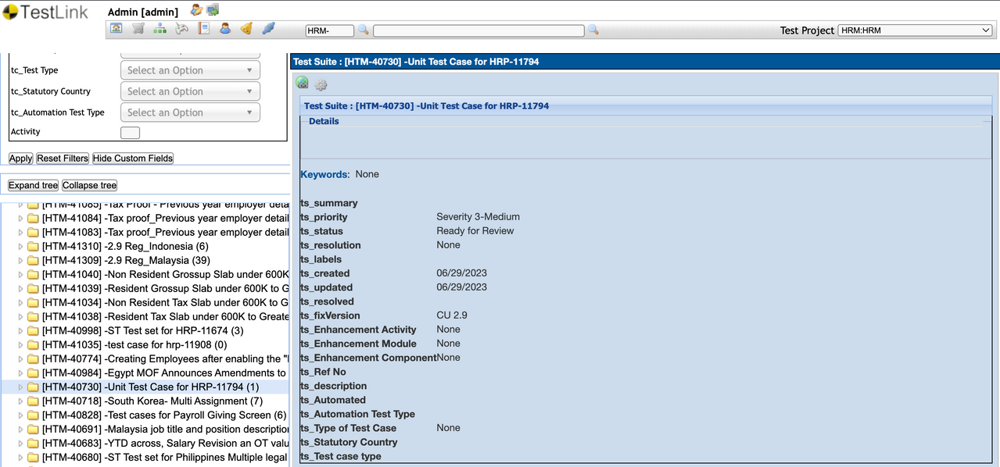 TestLink
Admin [admin]
HRM-
Test Project HRM:HRM
tc_Test Type Select an Option
tc_Statutory Country Select an Option
tc_Automation Test Type Select an Option
Activity
Apply Reset Filters Hide Custom Fields
Expand tree Collapse tree
[HTM-41085] -Tax Proof - Previous year employer detai
[HTM-41084] -Tax proof_Previous year employer detail
[HTM-41083] -Tax proof_Previous year employer detail
[HTM-41310] -2.9 Reg_Indonesia (6)
[HTM-41309] -2.9 Reg_Malaysia (39)
[HTM-41040] -Non Resident Grossup Slab under 600K
[HTM-41039] -Resident Grossup Slab under 600K to G
[HTM-41034] -Non Resident Tax Slab under 600K to G
[HTM-41038] -Resident Tax Slab under 600K to Greate
[HTM-40998] -ST Test set for HRP-11674 (3)
[HTM-41035] -test case for hrp-11908 (0)
[HTM-40774] -Creating Employees after enabling the "
[HTM-40984] -Egypt MOF Announces Amendments to
[HTM-40730] -Unit Test Case for HRP-11794 (1)
[HTM-40718] -South Korea- Multi Assignment (7)
[HTM-40828] -Test cases for Payroll Giving Screen (6)
[HTM-40691] -Malaysia job title and position description
[HTM-40683] -YTD across, Salary Revision an OT valu
[HTM-40680] -ST Test set for Philippines Multiple legal
Test Suite : [HTM-40730] -Unit Test Case for HRP-11794
Test Suite : [HTM-40730] -Unit Test Case for HRP-11794
Details
Keywords: None
ts_summary
ts_priority Severity 3-Medium
ts_status Ready for Review
ts_resolution None
ts_labels
ts_created 06/29/2023
ts_updated 06/29/2023
ts_resolved
ts_fixVersion CU 2.9
ts_Enhancement Activity None
ts_Enhancement Module None
ts_Enhancement Component None
ts_Ref No
ts_description
ts_Automated
ts_Automation Test Type
ts_Type of Test Case None
ts_Statutory Country
ts_Test case type